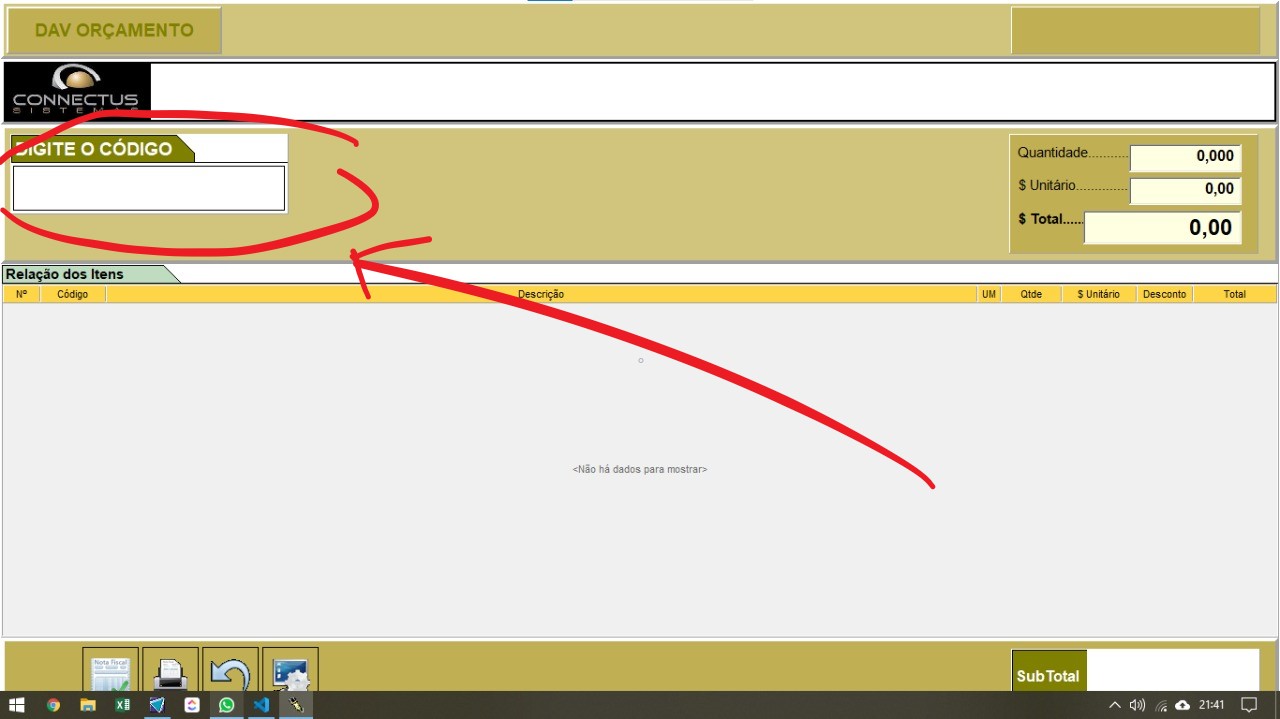 DAV ORÇAMENTO
CONNECTUS
SISTEMAS
DIGITE O CÓDIGO
Quantidade........... 0,000
$ Unitário.............. 0,00
$ Total...... 0,00
Relação dos Itens
Nº Código Descrição UM Qtde $ Unitário Desconto Total
<Não há dados para mostrar>
Nota Fiscal
SubTotal
21:41